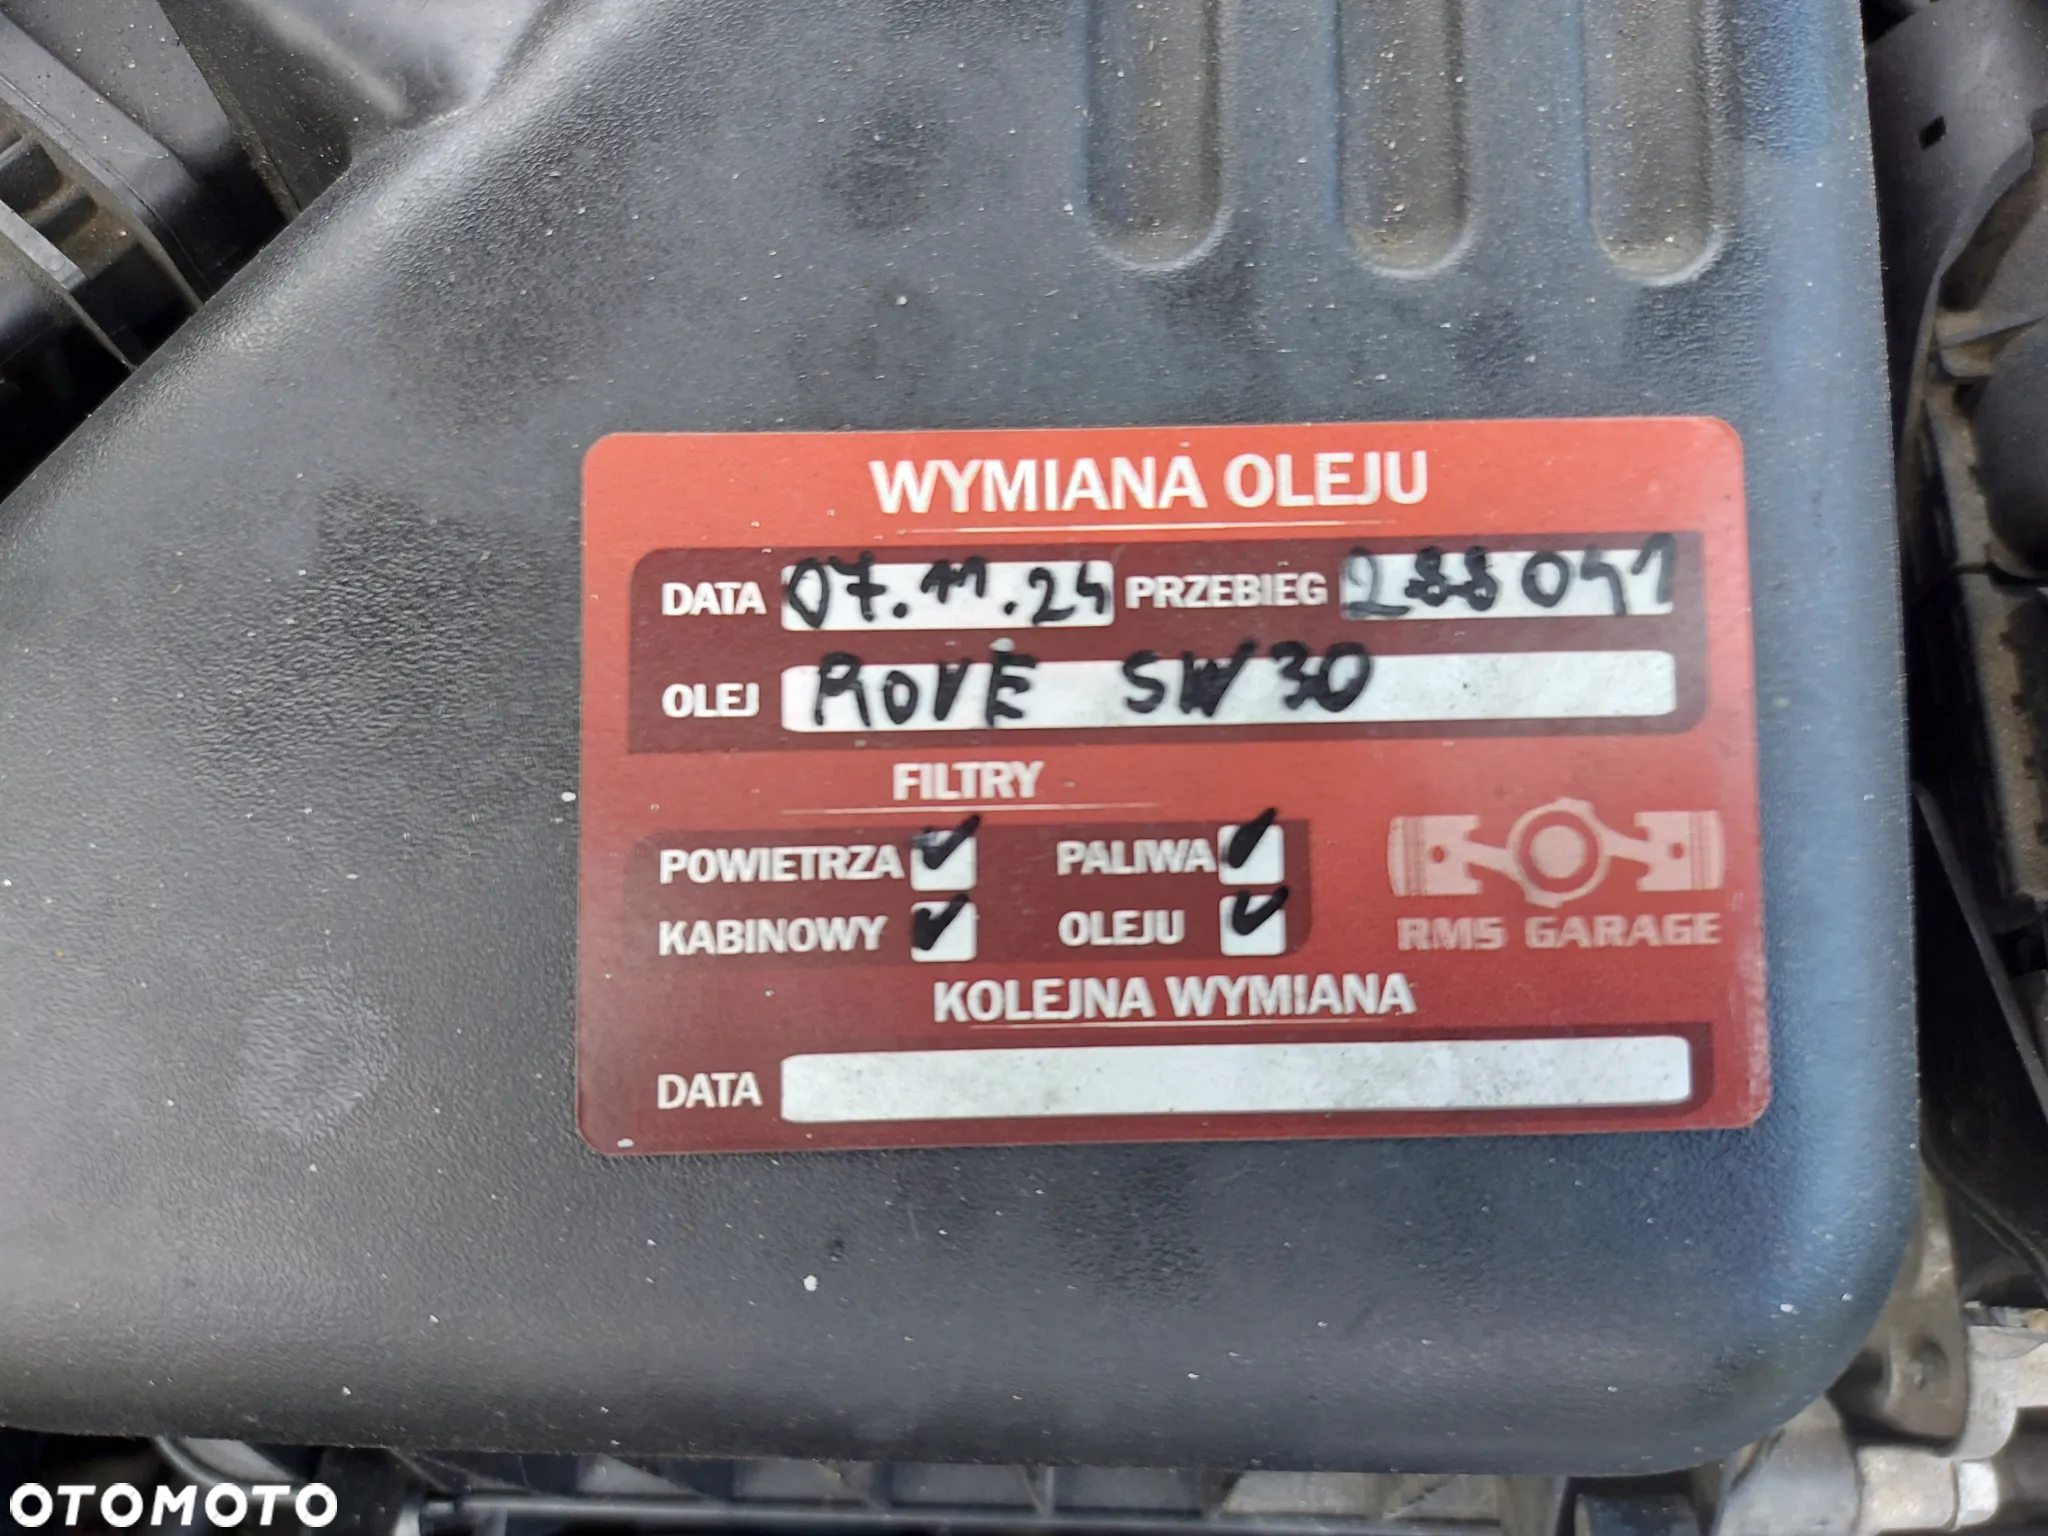 WYMIANA OLEJU
DATA 07.11.24 PRZEBIEG 288041
OLEJ ROVE 5W30
FILTRY
POWIETRZA ✓ PALIWA ✓
KABINOWY ✓ OLEJU ✓
RMS GARAGE
KOLEJNA WYMIANA
DATA
OTOMOTO